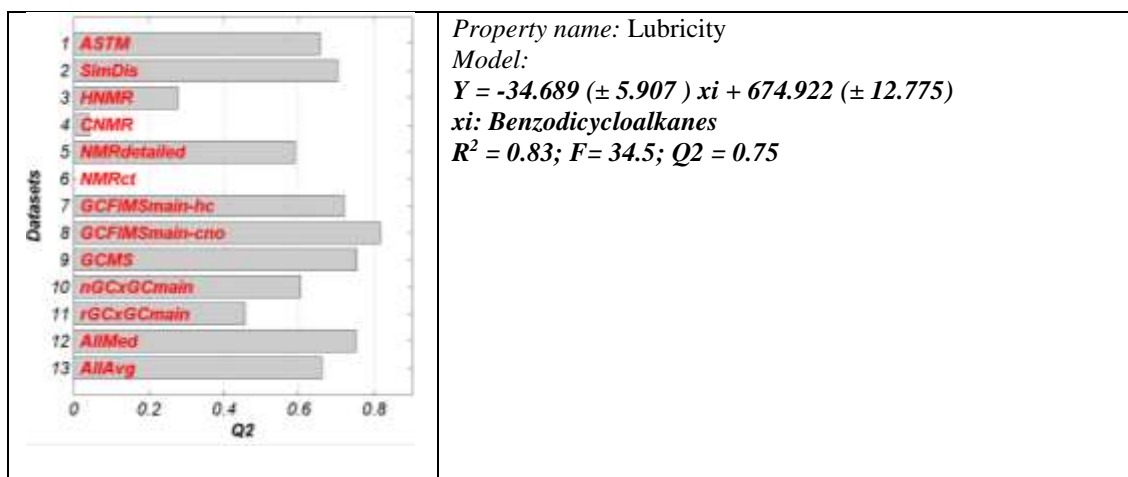 1 ASTM
2 SimDis
3 HNMR
4 CNMR
5 NMRdetailed
6 NMRct
7 GCFIMSmain-hc
8 GCFIMSmain-cno
9 GCMS
10 nGCxGCmain
11 rGCxGCmain
12 AllMed
13 AllAvg
Datasets
0 0.2 0.4 0.6 0.8
Q2
Property name: Lubricity
Model:
Y = -34.689 (± 5.907 ) xi + 674.922 (± 12.775)
xi: Benzodicycloalkanes
R² = 0.83; F= 34.5; Q2 = 0.75